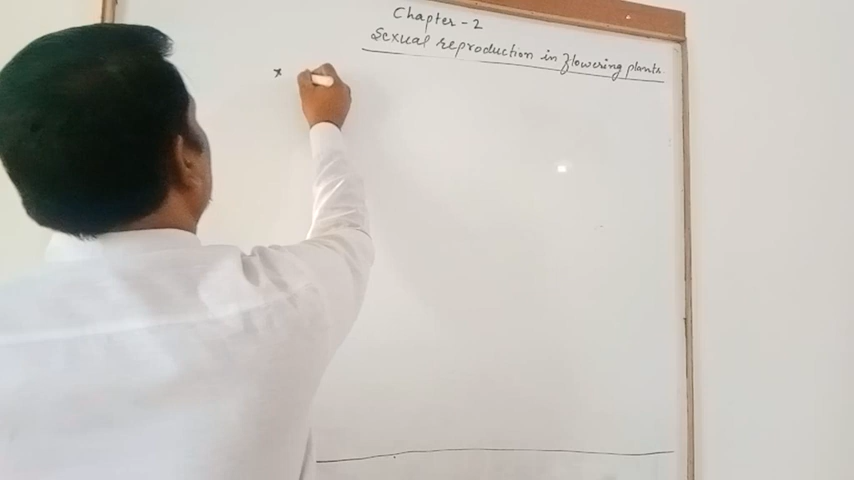 Chapter - 2
Sexual reproduction in flowering plants.
x